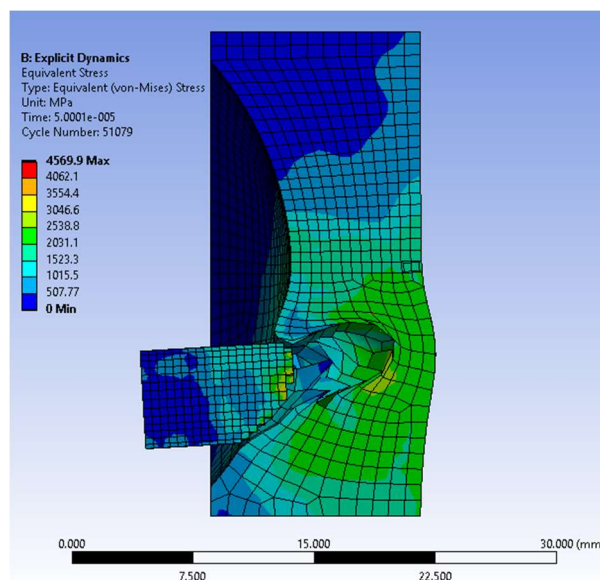 B: Explicit Dynamics
Equivalent Stress
Type: Equivalent (von-Mises) Stress
Unit: MPa
Time: 5.0001e-005
Cycle Number: 51079
4569.9 Max
4062.1
3554.4
3046.6
2538.8
2031.1
1523.3
1015.5
507.77
0 Min
0.000 15.000 30.000 (mm
7.500 22.500